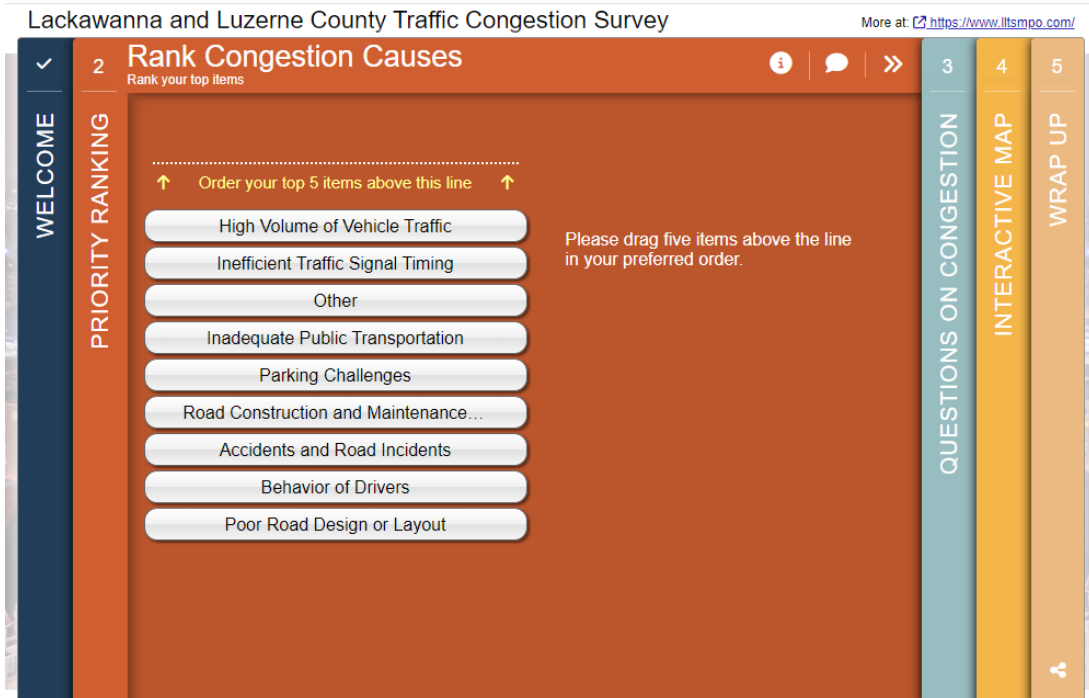 Lackawanna and Luzerne County Traffic Congestion Survey
More at: https://www.lltsmpo.com/
WELCOME
2
PRIORITY RANKING
Rank Congestion Causes
Rank your top items
Order your top 5 items above this line
High Volume of Vehicle Traffic
Inefficient Traffic Signal Timing
Other
Inadequate Public Transportation
Parking Challenges
Road Construction and Maintenance...
Accidents and Road Incidents
Behavior of Drivers
Poor Road Design or Layout
Please drag five items above the line
in your preferred order.
3
QUESTIONS ON CONGESTION
4
INTERACTIVE MAP
5
WRAP UP